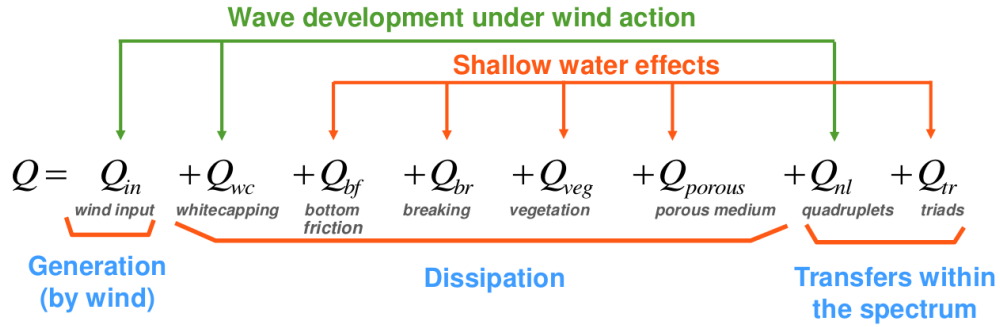 Wave development under wind action
Shallow water effects
Q = Q_in + Q_wc + Q_bf + Q_br + Q_veg + Q_porous + Q_nl + Q_tr
wind input whitecapping bottom friction breaking vegetation porous medium quadruplets triads
Generation (by wind)
Dissipation
Transfers within the spectrum